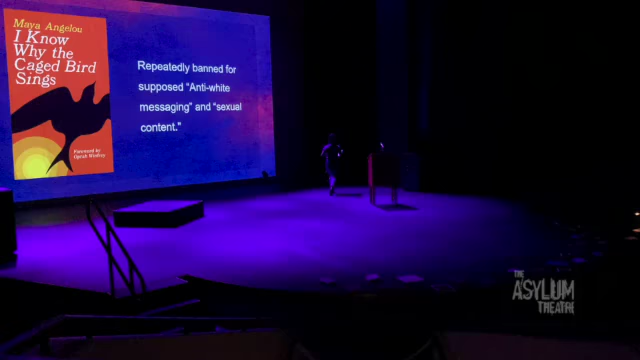 Maya Angelou
I Know
Why the
Caged Bird
Sings
Foreword by
Oprah Winfrey
Repeatedly banned for
supposed “Anti-white
messaging” and “sexual
content.”
THE
ASYLUM
THEATRE